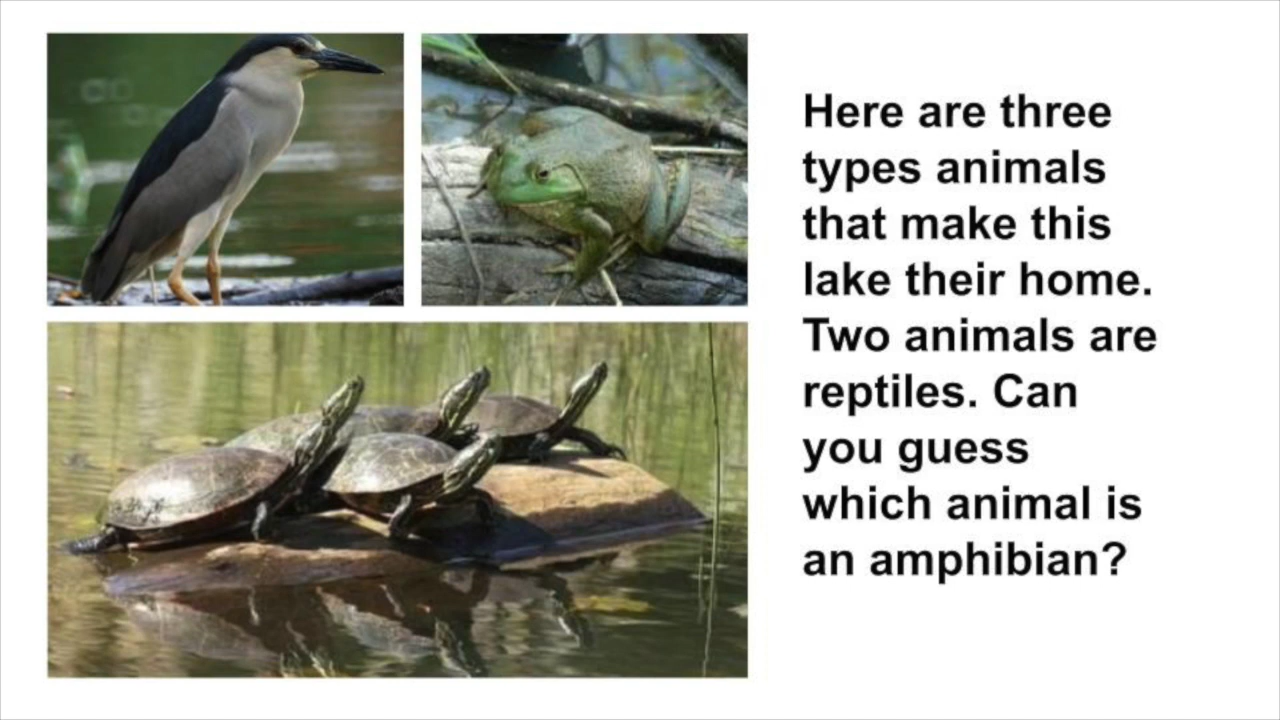 Here are three
types animals
that make this
lake their home.
Two animals are
reptiles. Can
you guess
which animal is
an amphibian?